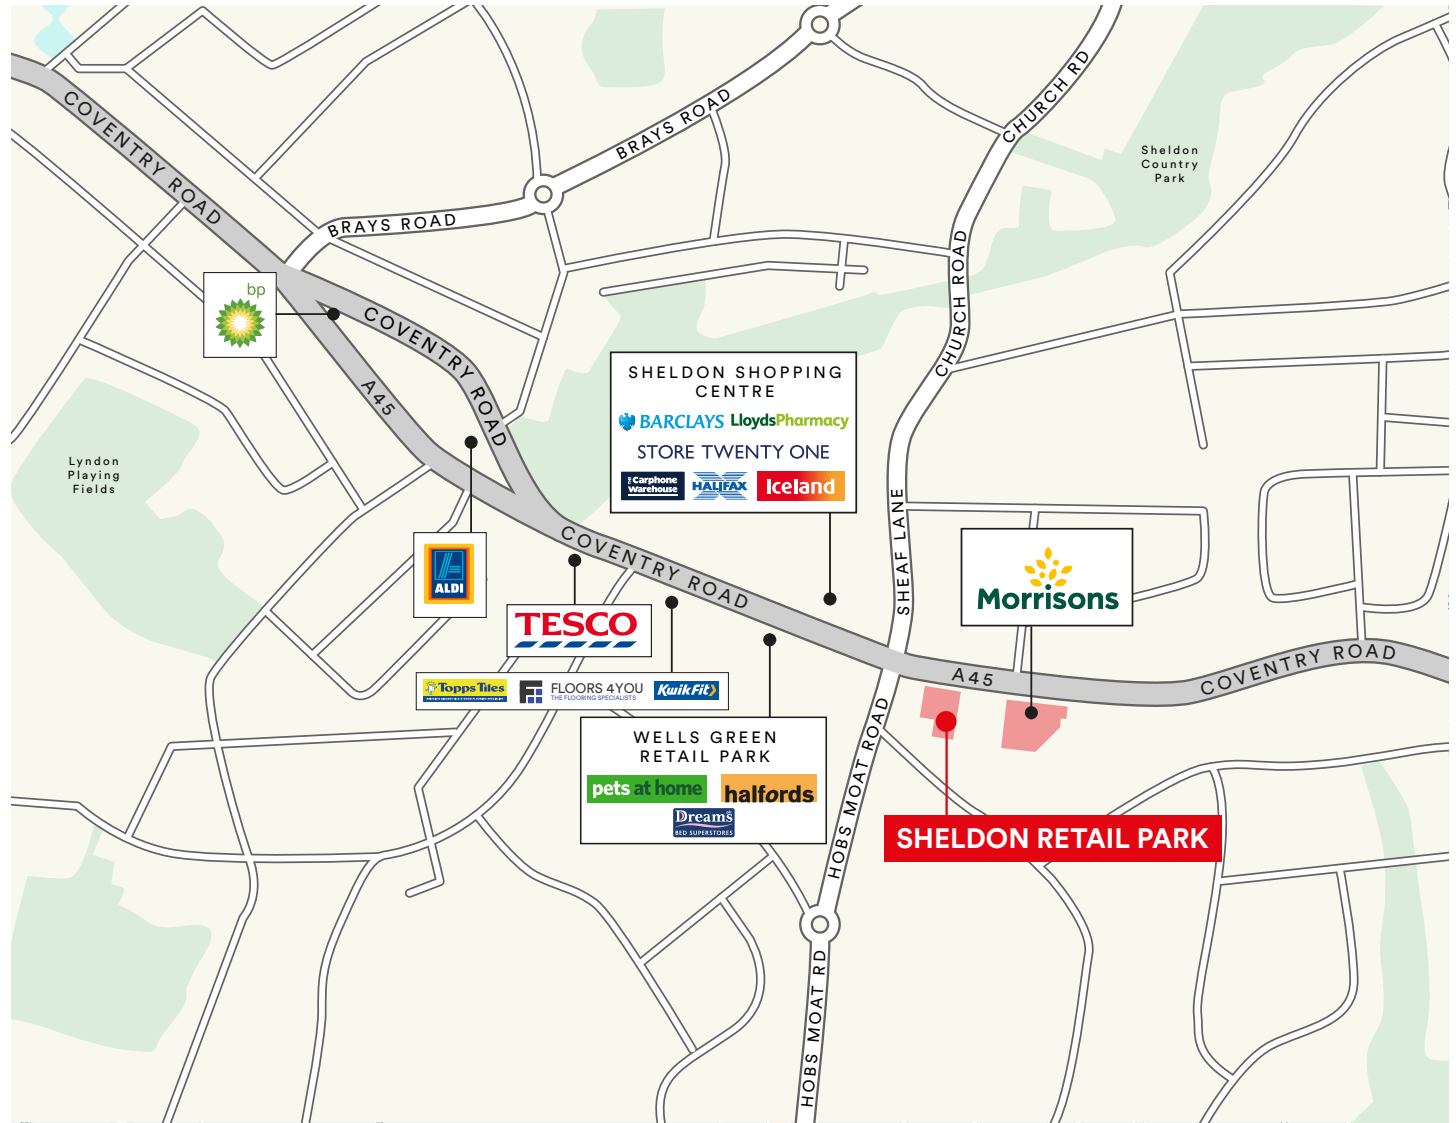 COVENTRY ROAD
BRAYS ROAD
BRAYS ROAD
CHURCH RD
Sheldon
Country
Park
CHURCH ROAD
bp
COVENTRY ROAD
A45
SHELDON SHOPPING
CENTRE
BARCLAYS LloydsPharmacy
STORE TWENTY ONE
THE Carphone
Warehouse
HALIFAX
Iceland
Lyndon
Playing
Fields
SHEAF LANE
ALDI
COVENTRY ROAD
Morrisons
TESCO
Topps Tiles
FLOORS 4YOU
THE FLOORING SPECIALISTS
KwikFit
A45
COVENTRY ROAD
WELLS GREEN
RETAIL PARK
pets at home
halfords
Dreams
BED SUPERSTORES
HOBS MOAT ROAD
SHELDON RETAIL PARK
HOBS MOAT RD